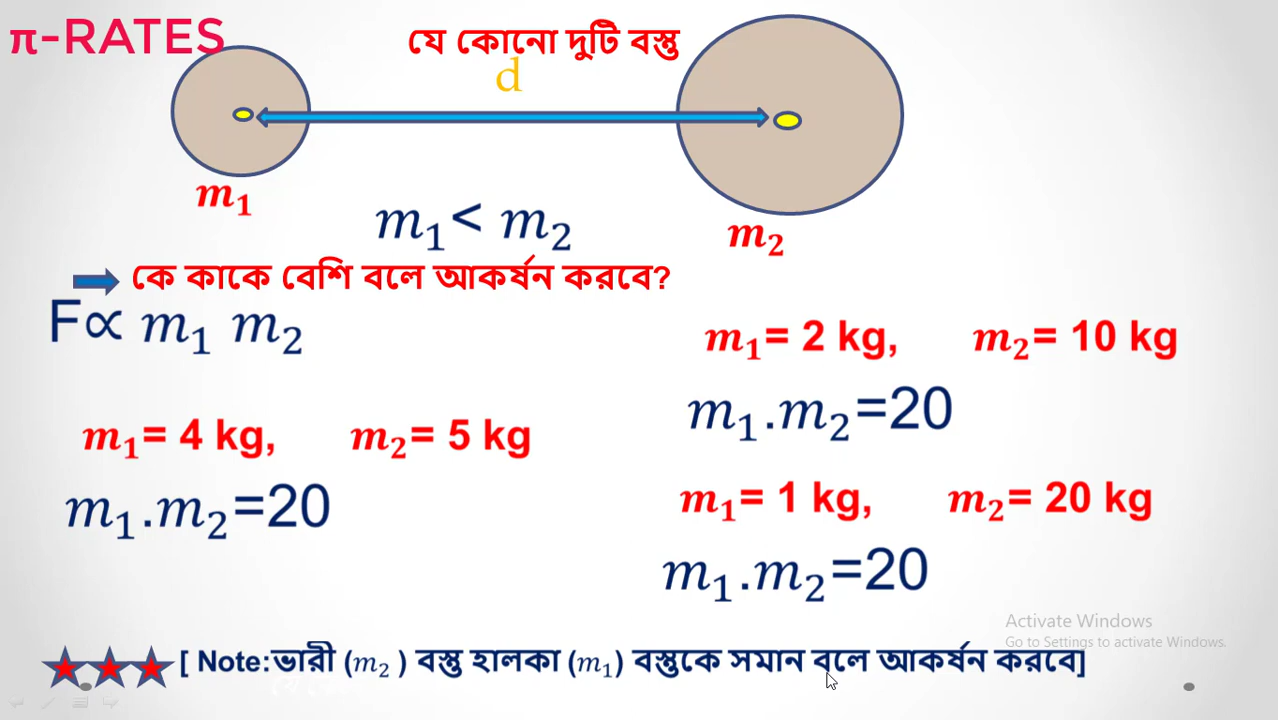 π-RATES
যে কোনো দুটি বস্তু
d
m₁
m₁< m₂
m₂
কে কাকে বেশি বলে আকর্ষন করবে?
F∝ m₁ m₂
m₁= 2 kg, m₂= 10 kg
m₁.m₂=20
m₁= 4 kg, m₂= 5 kg
m₁.m₂=20
m₁= 1 kg, m₂= 20 kg
m₁.m₂=20
Activate Windows
Go to Settings to activate Windows.
[ Note:ভারী (m₂ ) বস্তু হালকা (m₁) বস্তুকে সমান বলে আকর্ষন করবে]